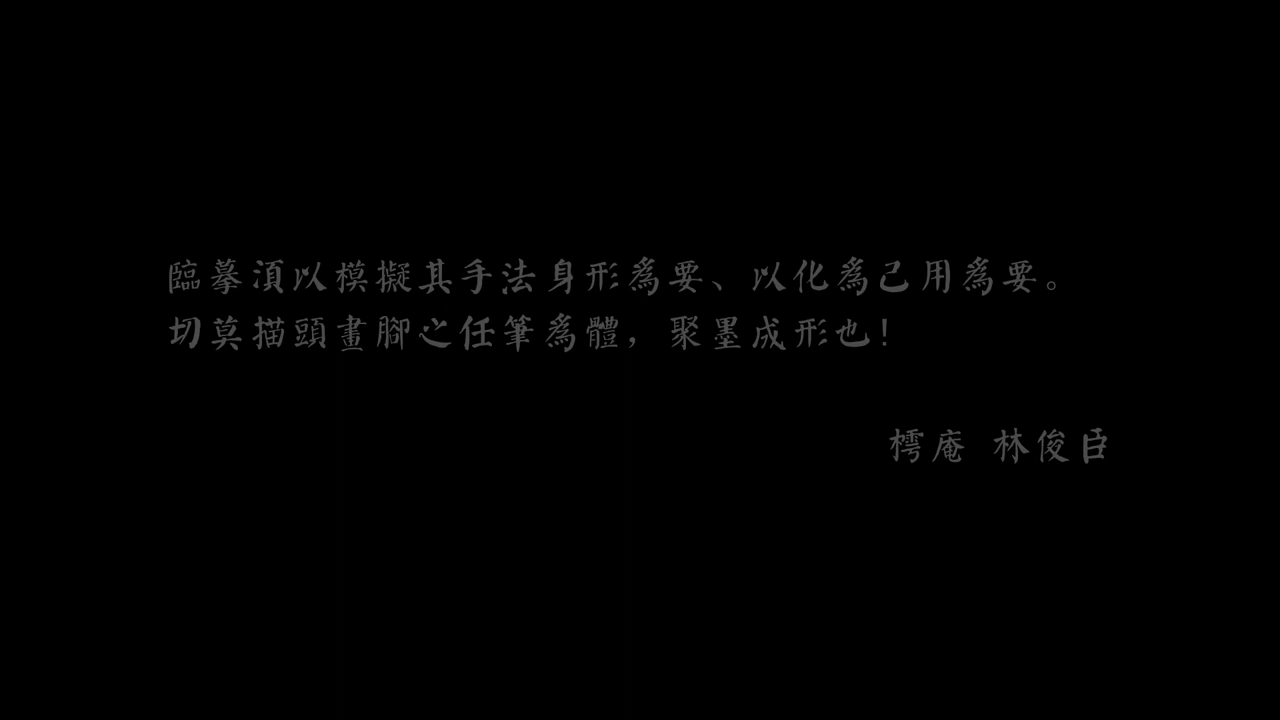 臨摹須以模擬其手法身形為要、以化為己用為要。
切莫描頭畫腳之任筆為體，聚墨成形也！
樗庵 林俊臣